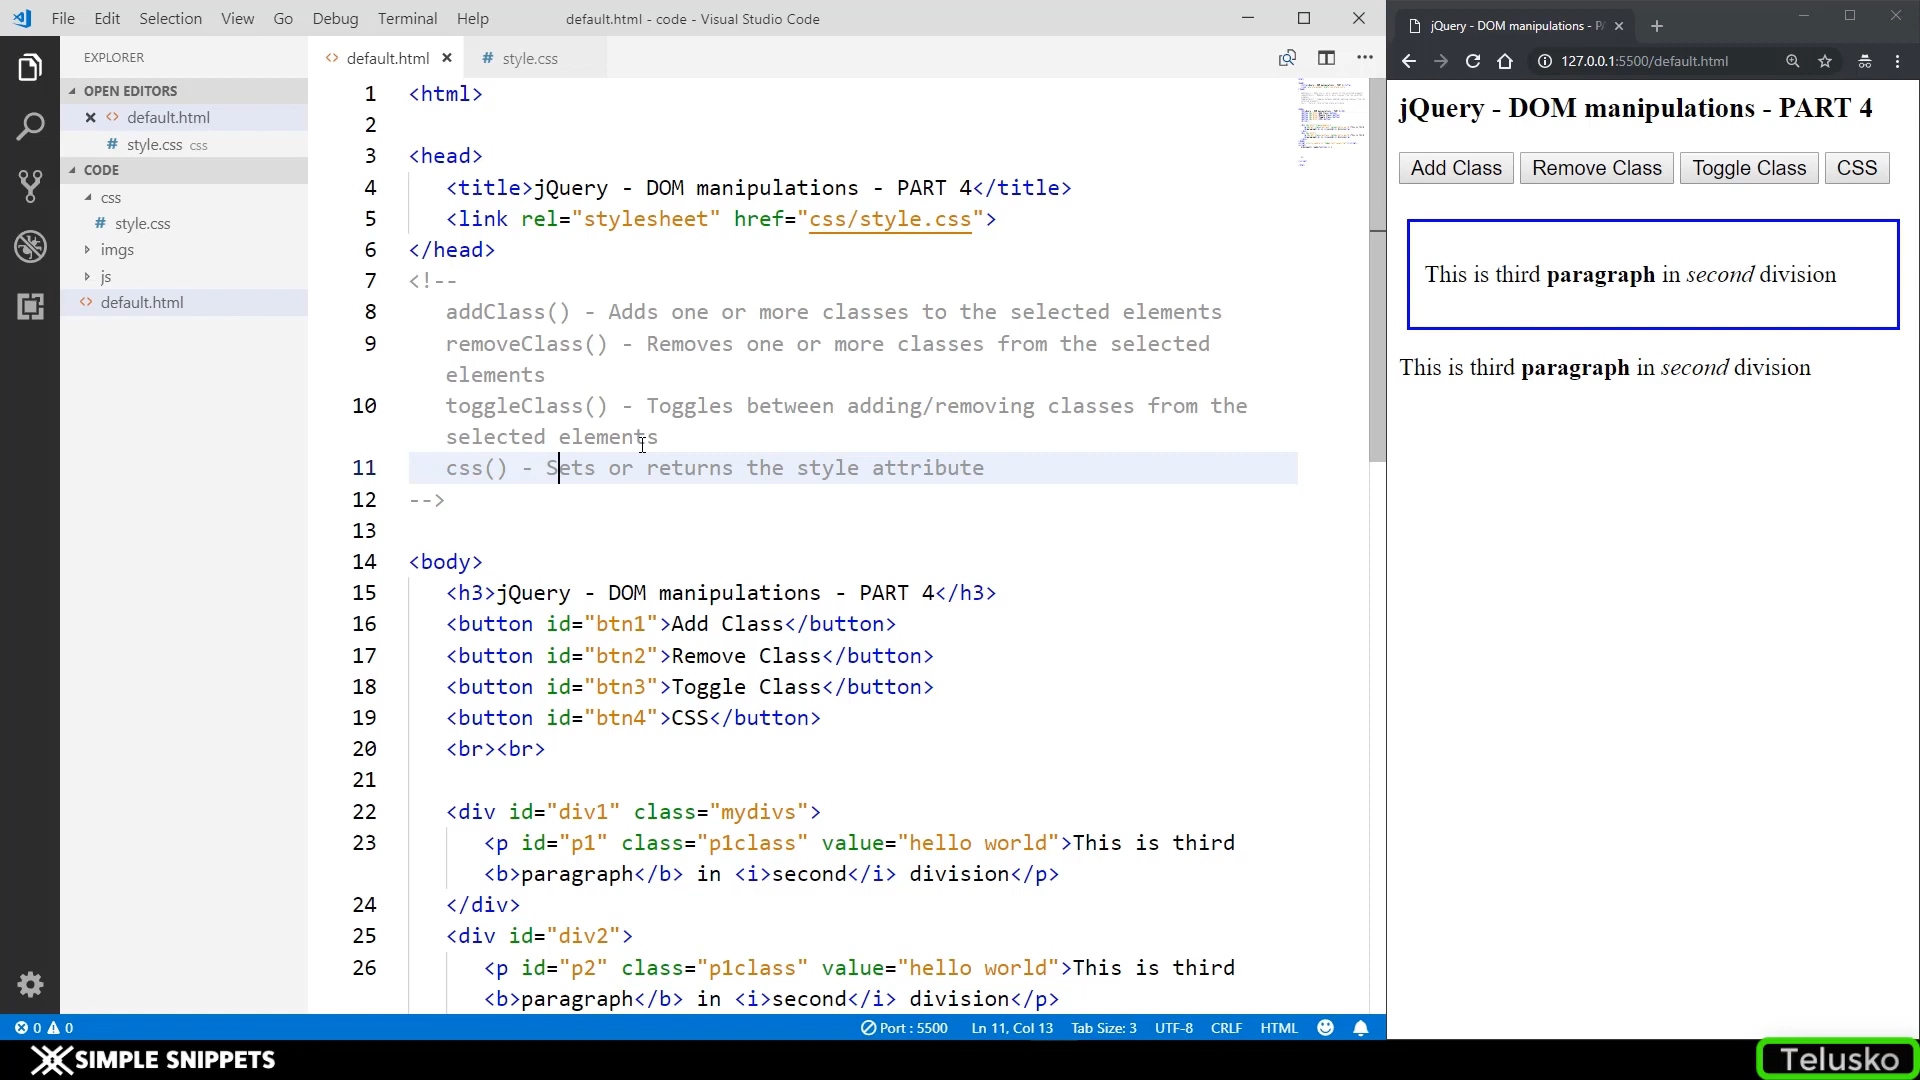 File Edit Selection View Go Debug Terminal Help
default.html - code - Visual Studio Code
EXPLORER
OPEN EDITORS
default.html
style.css css
CODE
css
style.css
imgs
js
default.html
default.html
style.css
1 <html>
2
3 <head>
4 <title>jQuery - DOM manipulations - PART 4</title>
5 <link rel="stylesheet" href="css/style.css">
6 </head>
7 <!--
8 addClass() - Adds one or more classes to the selected elements
9 removeClass() - Removes one or more classes from the selected
elements
10 toggleClass() - Toggles between adding/removing classes from the
selected elements
11 css() - Sets or returns the style attribute
12 -->
13
14 <body>
15 <h3>jQuery - DOM manipulations - PART 4</h3>
16 <button id="btn1">Add Class</button>
17 <button id="btn2">Remove Class</button>
18 <button id="btn3">Toggle Class</button>
19 <button id="btn4">CSS</button>
20 <br><br>
21
22 <div id="div1" class="mydivs">
23 <p id="p1" class="p1class" value="hello world">This is third
<b>paragraph</b> in <i>second</i> division</p>
24 </div>
25 <div id="div2">
26 <p id="p2" class="p1class" value="hello world">This is third
<b>paragraph</b> in <i>second</i> division</p>
0 0 Port : 5500 Ln 11, Col 13 Tab Size: 3 UTF-8 CRLF HTML
jQuery - DOM manipulations - P
127.0.0.1:5500/default.html
jQuery - DOM manipulations - PART 4
Add Class Remove Class Toggle Class CSS
This is third paragraph in second division
This is third paragraph in second division
SIMPLE SNIPPETS
Telusko